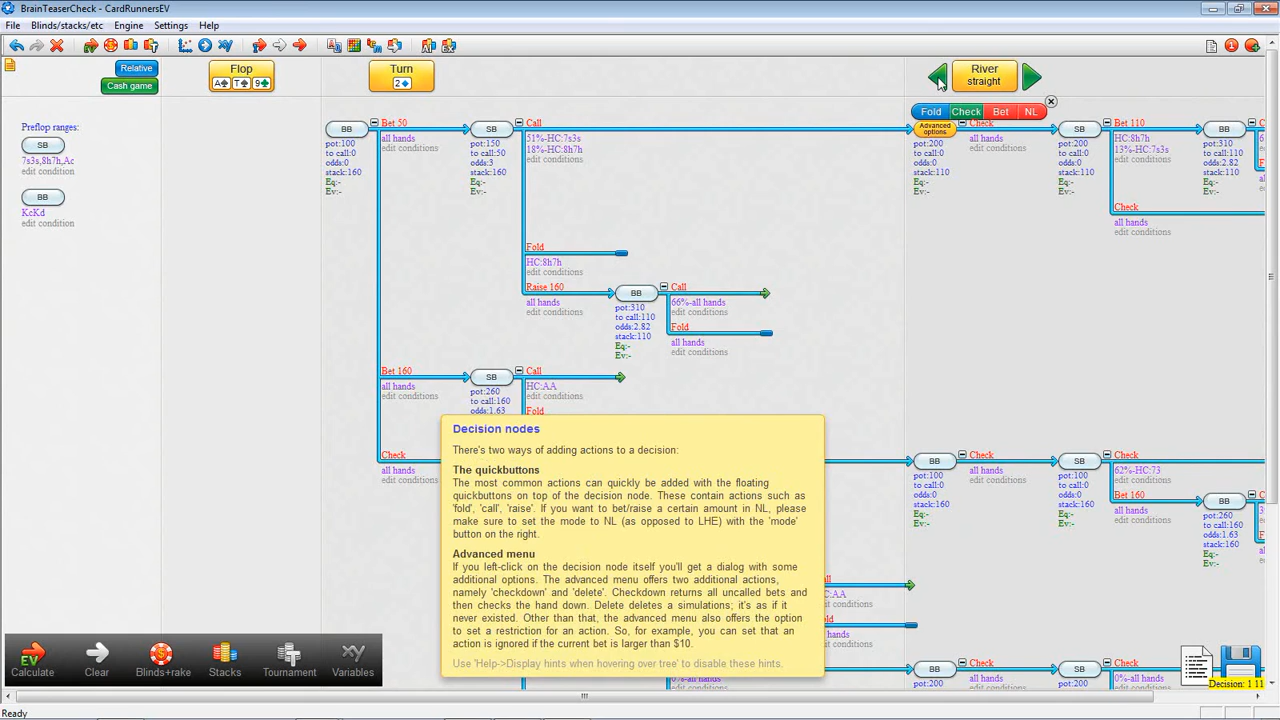 BrainTeaserCheck - CardRunnersEV
File Blinds/stacks/etc Engine Settings Help
Relative
Cash game
Flop
A♠ T♠ 9♣
Turn
2♦
River
straight
Preflop ranges:
SB
7s3s,8h7h,Ac
edit condition
BB
KcKd
edit condition
BB
pot:100
to call:0
odds:0
stack:160
Eq:-
Ev:-
Bet 50
all hands
edit conditions
SB
pot:150
to call:50
odds:3
stack:160
Eq:-
Ev:-
Call
51%-HC:7s3s
18%-HC:8h7h
edit conditions
Fold
HC:8h7h
edit conditions
Raise 160
all hands
edit conditions
BB
pot:310
to call:110
odds:2.82
stack:110
Eq:-
Ev:-
Call
66%-all hands
edit conditions
Fold
all hands
edit conditions
Fold Check Bet NL
Advanced
options
pot:200
to call:0
odds:0
stack:110
Eq:-
Ev:-
Check
all hands
edit conditions
SB
pot:200
to call:0
odds:0
stack:110
Eq:-
Ev:-
Bet 110
HC:8h7h
13%-HC:7s3s
edit conditions
BB
pot:310
to call:110
odds:2.82
stack:110
Eq:-
Ev:-
Check
all hands
edit conditions
Bet 160
all hands
edit conditions
SB
pot:260
to call:160
odds:1.63
Call
HC:AA
edit conditions
Fold
Check
all hands
edit conditions
BB
pot:100
to call:0
odds:0
stack:160
Eq:-
Ev:-
Check
all hands
edit conditions
SB
pot:100
to call:0
odds:0
stack:160
Eq:-
Ev:-
Check
62%-HC:73
edit conditions
Bet 160
all hands
edit conditions
BB
pot:260
to call:160
odds:1.63
stack:160
Eq:-
Ev:-
Decision nodes
There's two ways of adding actions to a decision:
The quickbuttons
The most common actions can quickly be added with the floating
quickbuttons on top of the decision node. These contain actions such as
'fold', 'call', 'raise'. If you want to bet/raise a certain amount in NL, please
make sure to set the mode to NL (as opposed to LHE) with the 'mode'
button on the right.
Advanced menu
If you left-click on the decision node itself you'll get a dialog with some
additional options. The advanced menu offers two additional actions,
namely 'checkdown' and 'delete'. Checkdown returns all uncalled bets and
then checks the hand down. Delete deletes a simulations; it's as if it
never existed. Other than that, the advanced menu also offers the option
to set a restriction for an action. So, for example, you can set that an
action is ignored if the current bet is larger than $10.
Use 'Help->Display hints when hovering over tree' to disable these hints.
edit conditions
hands
edit conditions
BB
pot:200
Check
all hands
SB
pot:200
Check
0%-all hands
0%-all hands
EV
Calculate
Clear
Blinds+rake
Stacks
Tournament
XY
Variables
Decision: 1 11
Ready